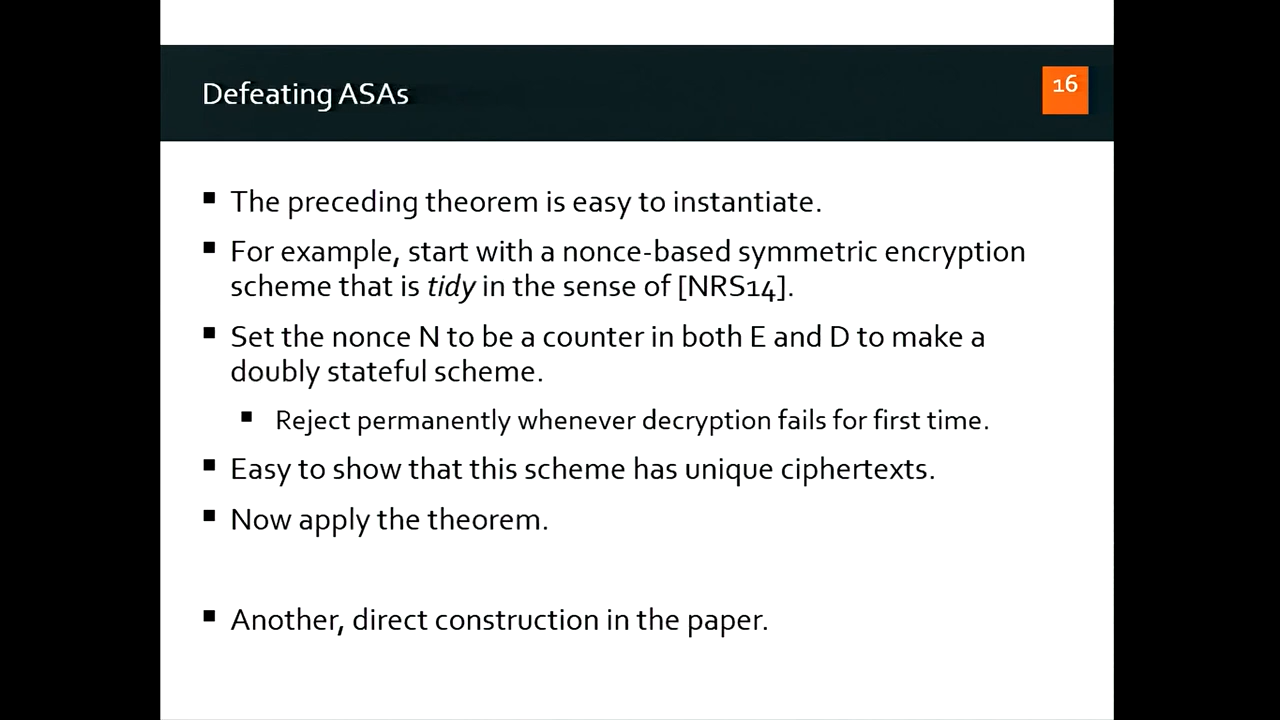 Defeating ASAs
16
▪ The preceding theorem is easy to instantiate.
▪ For example, start with a nonce-based symmetric encryption
scheme that is tidy in the sense of [NRS14].
▪ Set the nonce N to be a counter in both E and D to make a
doubly stateful scheme.
▪ Reject permanently whenever decryption fails for first time.
▪ Easy to show that this scheme has unique ciphertexts.
▪ Now apply the theorem.
▪ Another, direct construction in the paper.